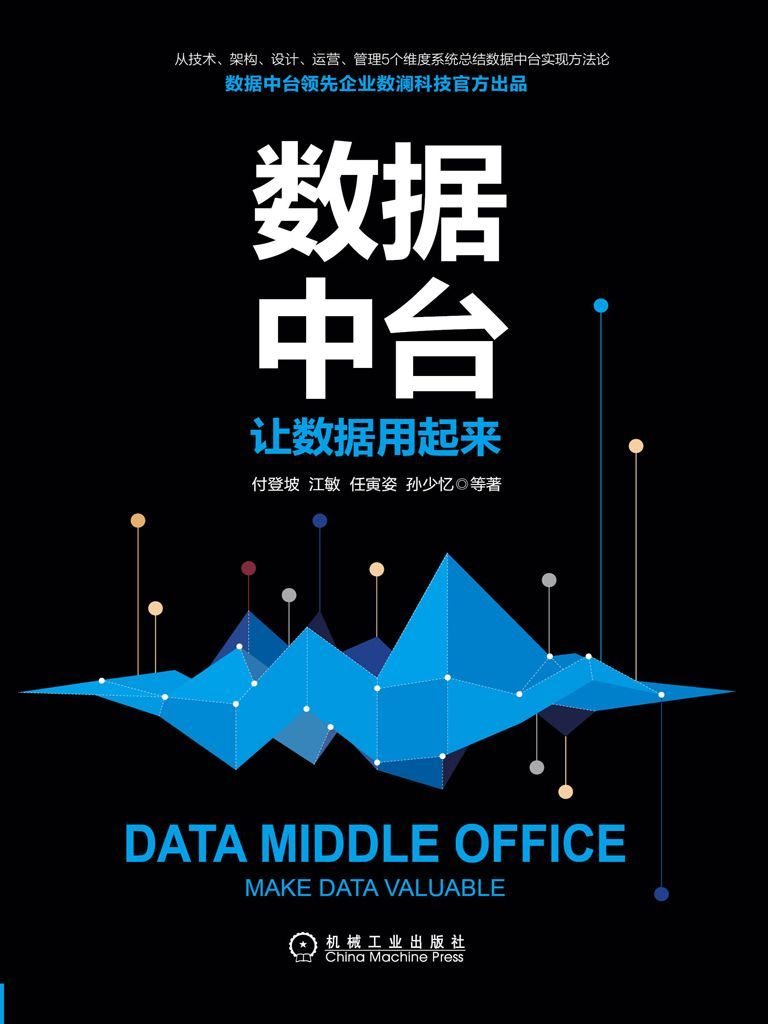 从技术、架构、设计、运营、管理5个维度系统总结数据中台实现方法论
数据中台领先企业数澜科技官方出品
数据
中台
让数据用起来
付登坡 江敏 任寅姿 孙少忆◎等著
DATA MIDDLE OFFICE
MAKE DATA VALUABLE
机械工业出版社
China Machine Press